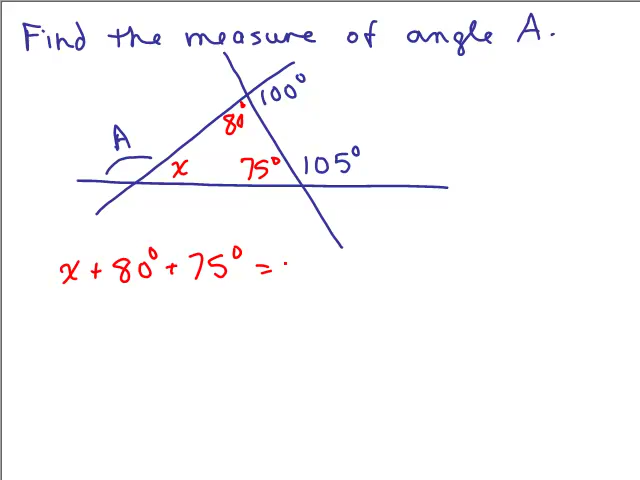 Find the measure of angle A.
100°
80°
A
x
75°
105°
x + 80° + 75° =